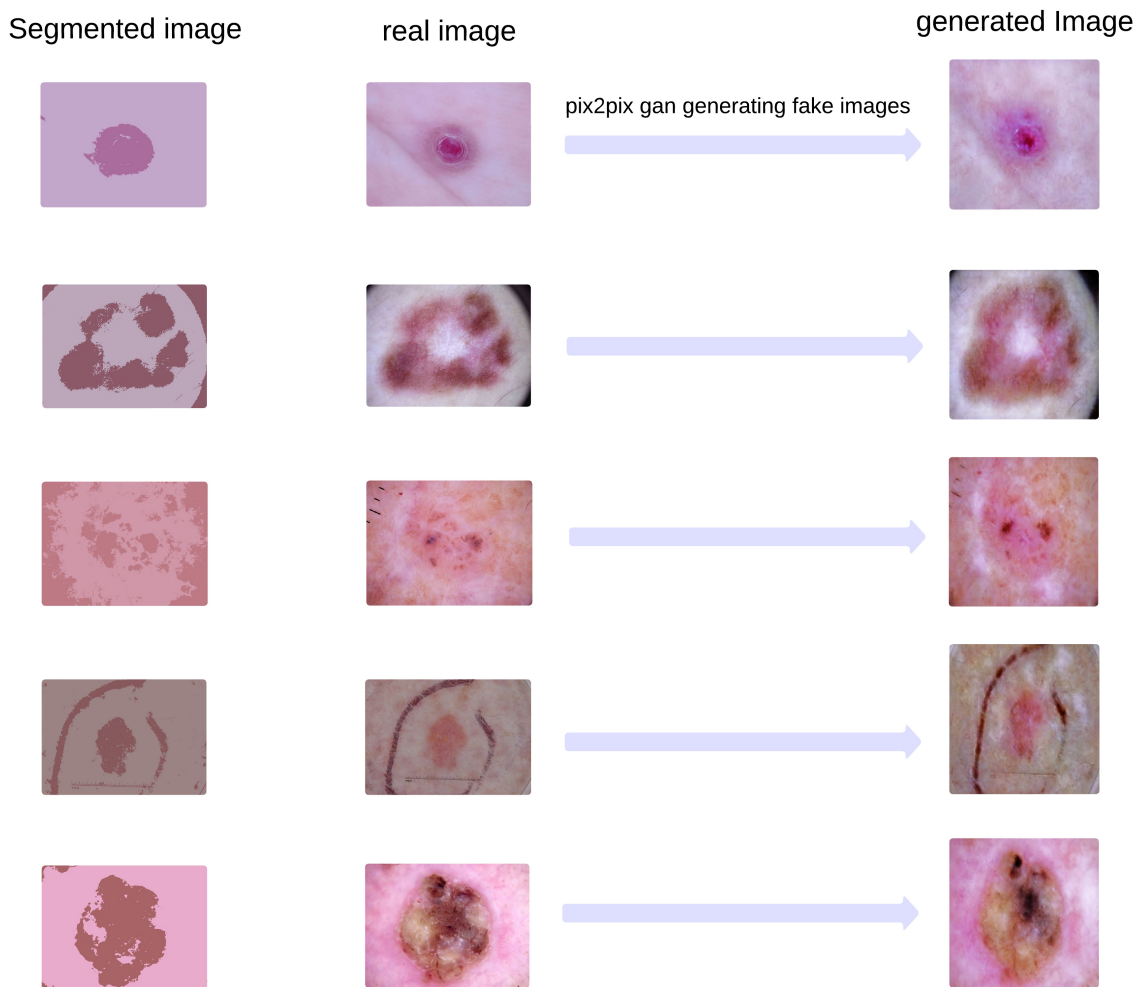 Segmented image
real image
generated Image
pix2pix gan generating fake images